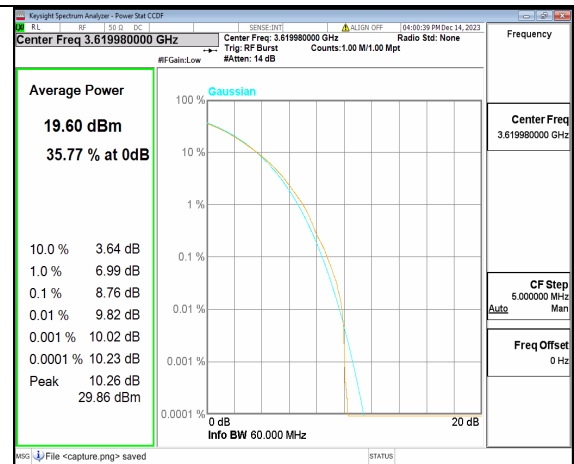 Keysight Spectrum Analyzer - Power Stat CCDF
RL RF 50 Ω DC SENSE:INT ALIGN OFF 04:00:39 PM Dec 14, 2023
Center Freq 3.619980000 GHz
Center Freq: 3.619980000 GHz Radio Std: None
Trig: RF Burst Counts:1.00 M/1.00 Mpt
#IFGain:Low #Atten: 14 dB
Frequency
Average Power
19.60 dBm
35.77 % at 0dB
10.0 % 3.64 dB
1.0 % 6.99 dB
0.1 % 8.76 dB
0.01 % 9.82 dB
0.001 % 10.02 dB
0.0001 % 10.23 dB
Peak 10.26 dB
29.86 dBm
Gaussian
100 %
10 %
1 %
0.1 %
0.01 %
0.001 %
0.0001 %
0 dB 20 dB
Info BW 60.000 MHz
Center Freq
3.619980000 GHz
CF Step
5.000000 MHz
Auto Man
Freq Offset
0 Hz
MSG File <capture.png> saved STATUS